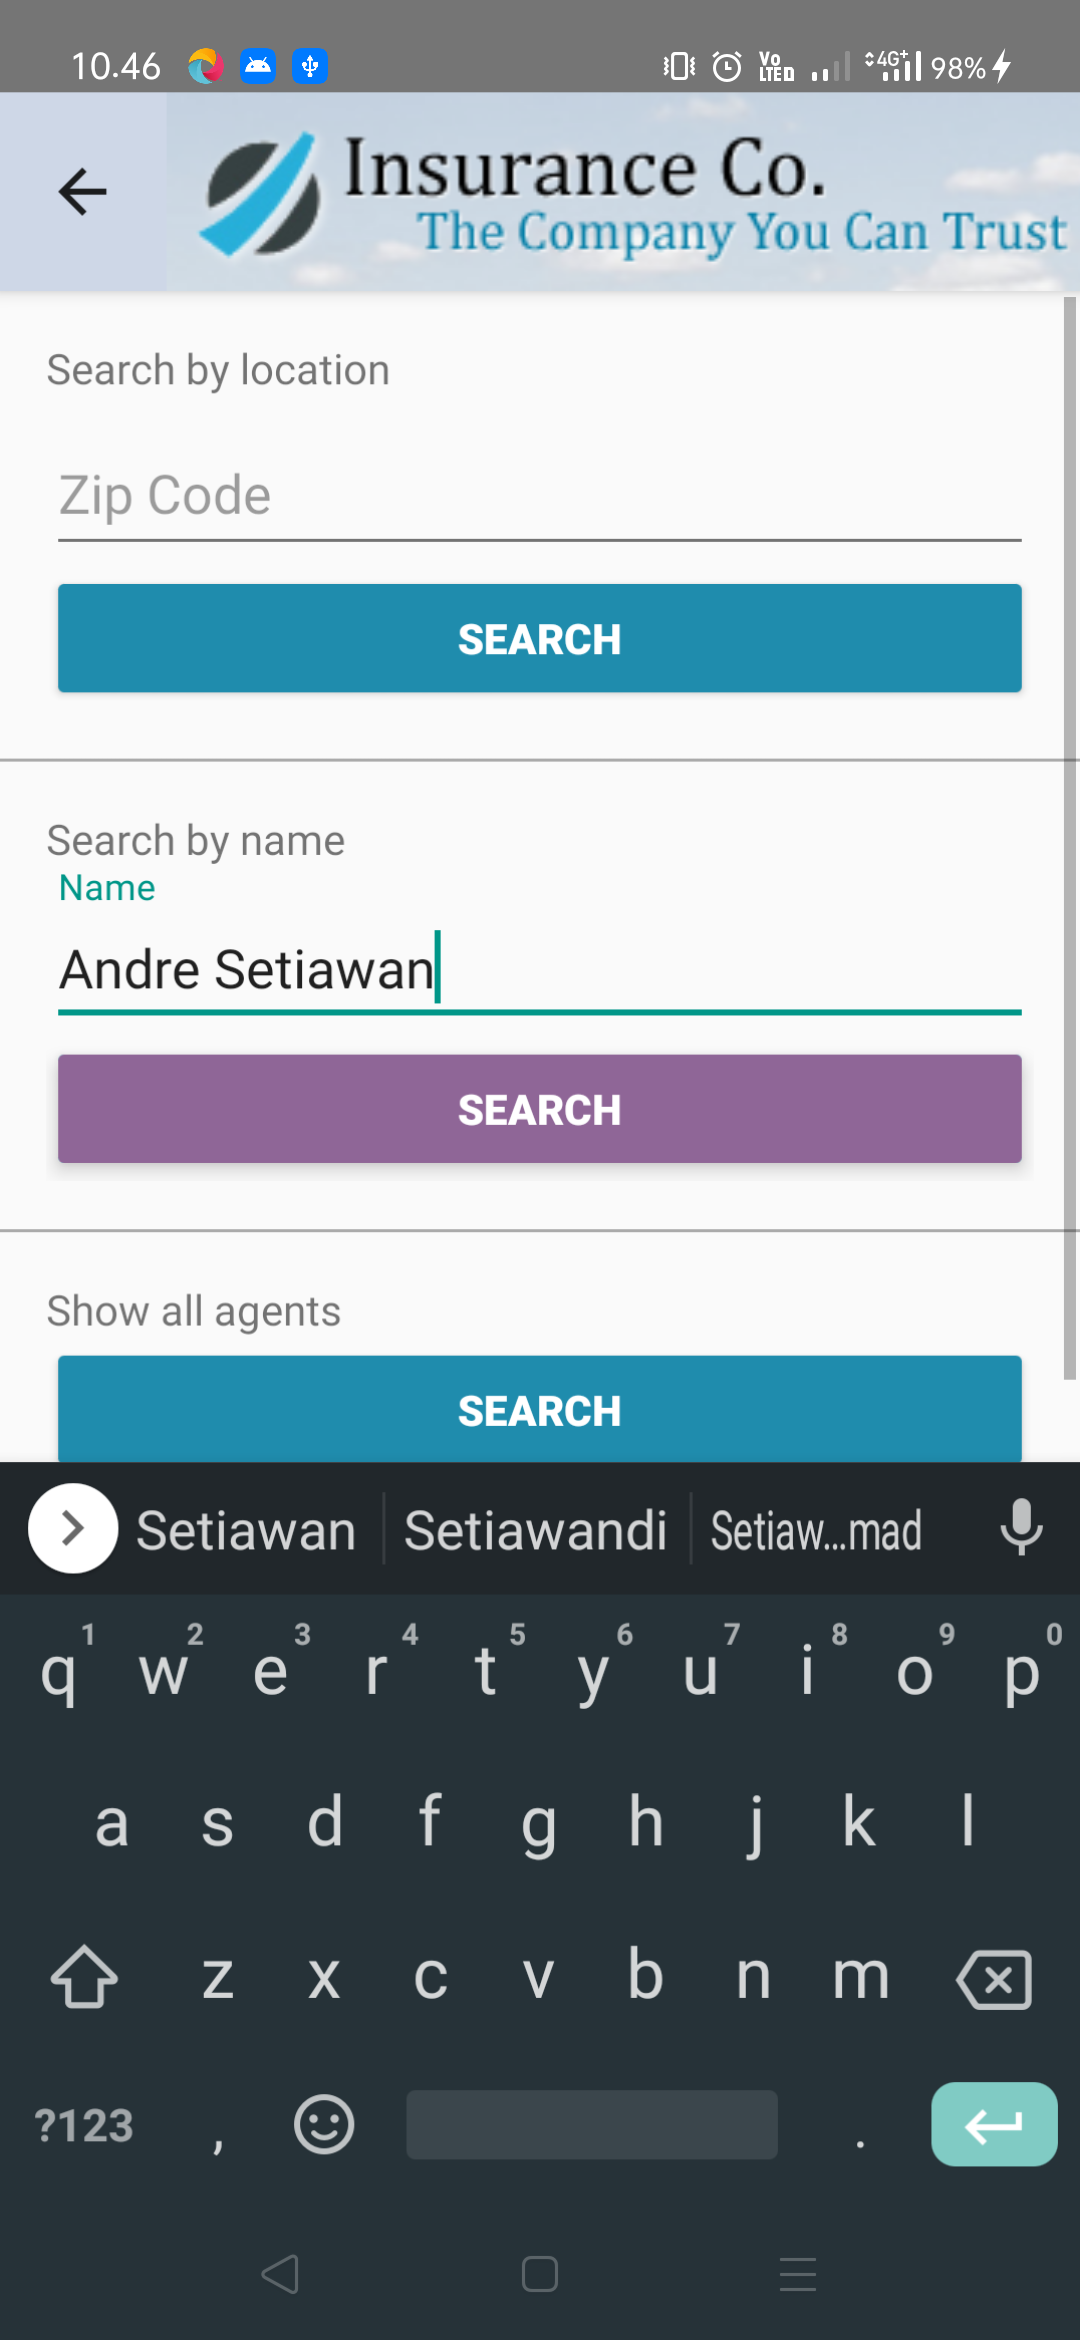 10.46 Vo LTED 4G+ 98%
Insurance Co.
The Company You Can Trust
Search by location
Zip Code
SEARCH
Search by name
Name
Andre Setiawan
SEARCH
Show all agents
SEARCH
Setiawan Setiawandi Setiaw...mad
1 2 3 4 5 6 7 8 9 0
q w e r t y u i o p
a s d f g h j k l
z x c v b n m
?123 , .